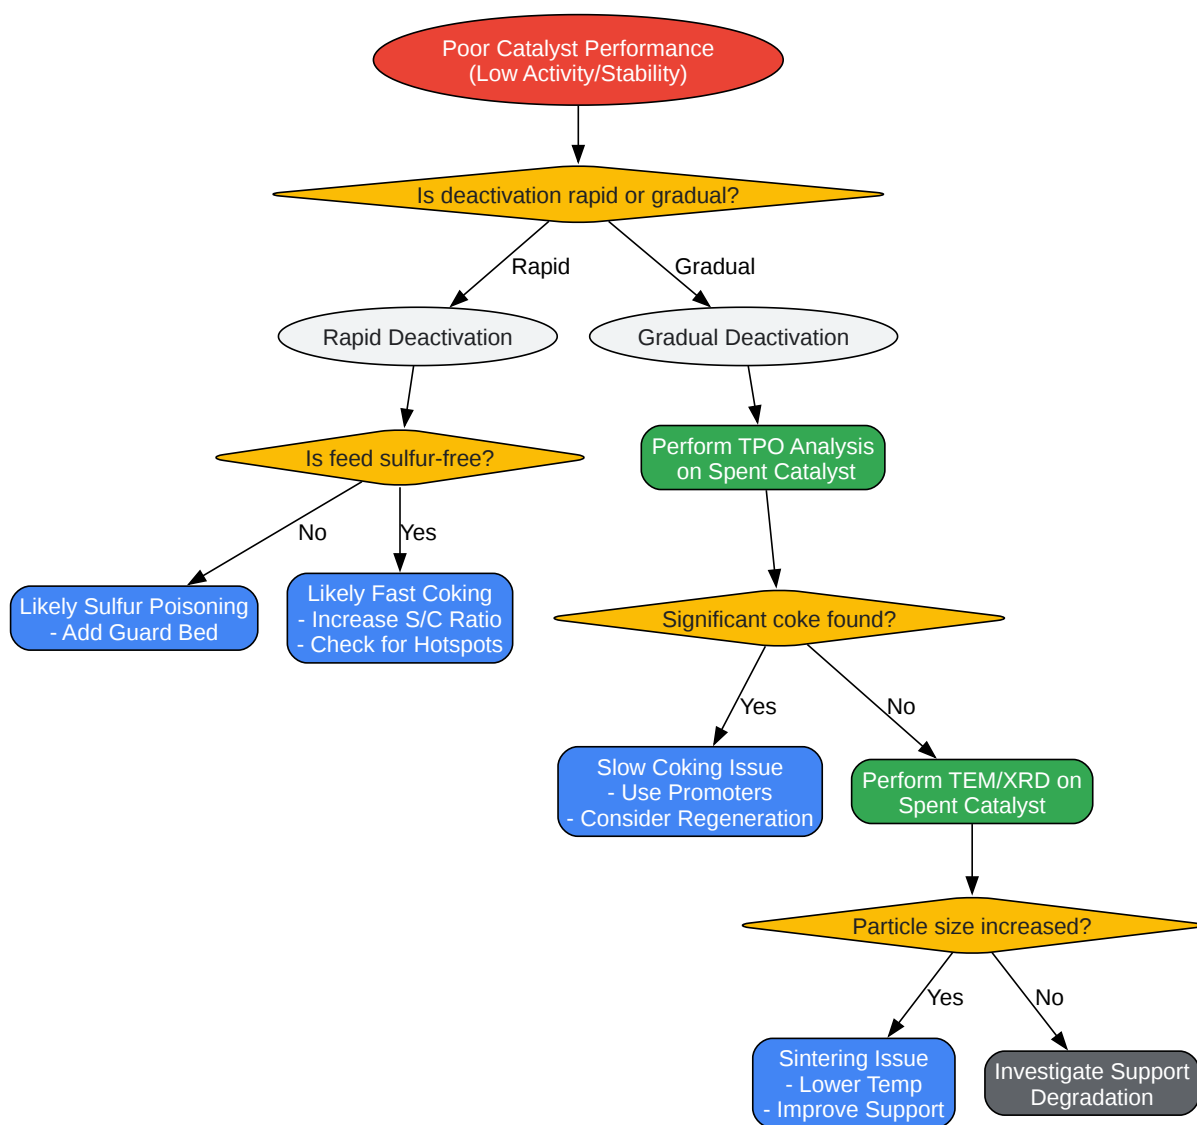 Poor Catalyst Performance
(Low Activity/Stability)
Is deactivation rapid or gradual?
Rapid
Gradual
Rapid Deactivation
Gradual Deactivation
Is feed sulfur-free?
Perform TPO Analysis
on Spent Catalyst
No
Yes
Likely Sulfur Poisoning
- Add Guard Bed
Likely Fast Coking
- Increase S/C Ratio
- Check for Hotspots
Significant coke found?
Yes
No
Slow Coking Issue
- Use Promoters
- Consider Regeneration
Perform TEM/XRD on
Spent Catalyst
Particle size increased?
Yes
No
Sintering Issue
- Lower Temp
- Improve Support
Investigate Support
Degradation